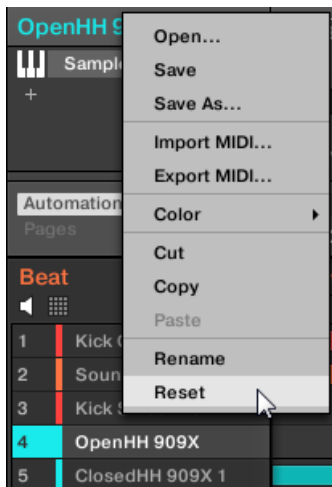 OpenHH 9
Open...
Save
Save As...
Import MIDI...
Export MIDI...
Color
Cut
Copy
Paste
Rename
Reset
Sampl
+
Automation
Pages
Beat
1 Kick
2 Soun
3 Kick
4 OpenHH 909X
5 ClosedHH 909X 1